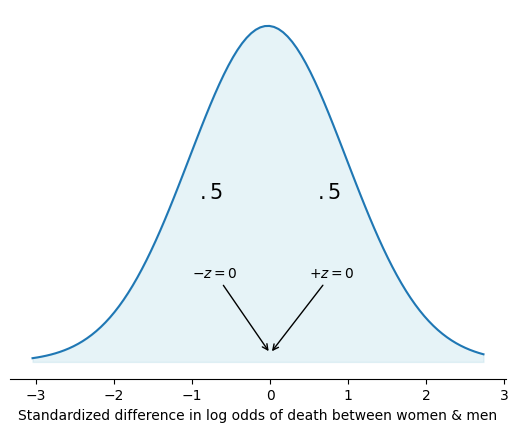 .5 .5
−z = 0 +z = 0
−3 −2 −1 0 1 2 3
Standardized difference in log odds of death between women & men